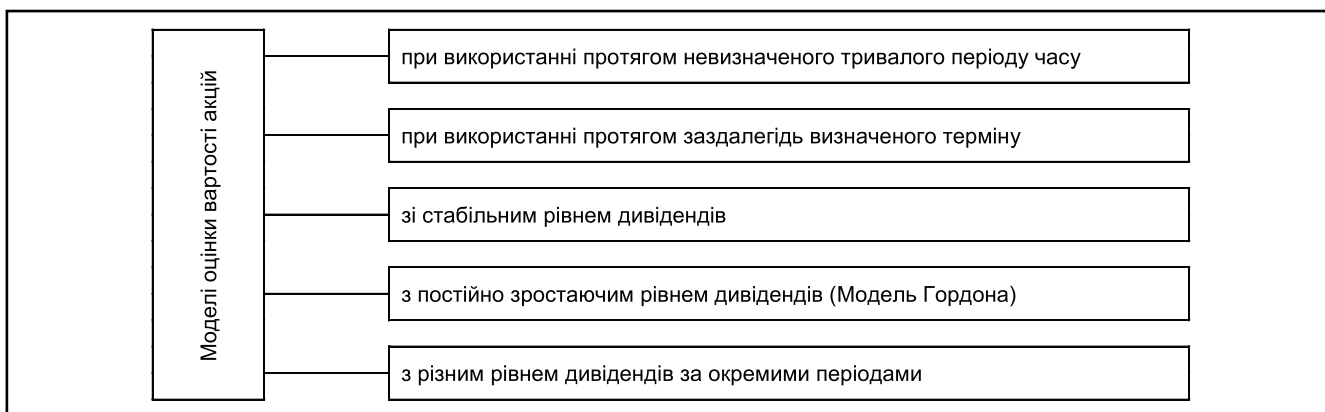 Моделі оцінки вартості акцій
при використанні протягом невизначеного тривалого періоду часу
при використанні протягом заздалегідь визначеного терміну
зі стабільним рівнем дивідендів
з постійно зростаючим рівнем дивідендів (Модель Гордона)
з різним рівнем дивідендів за окремими періодами